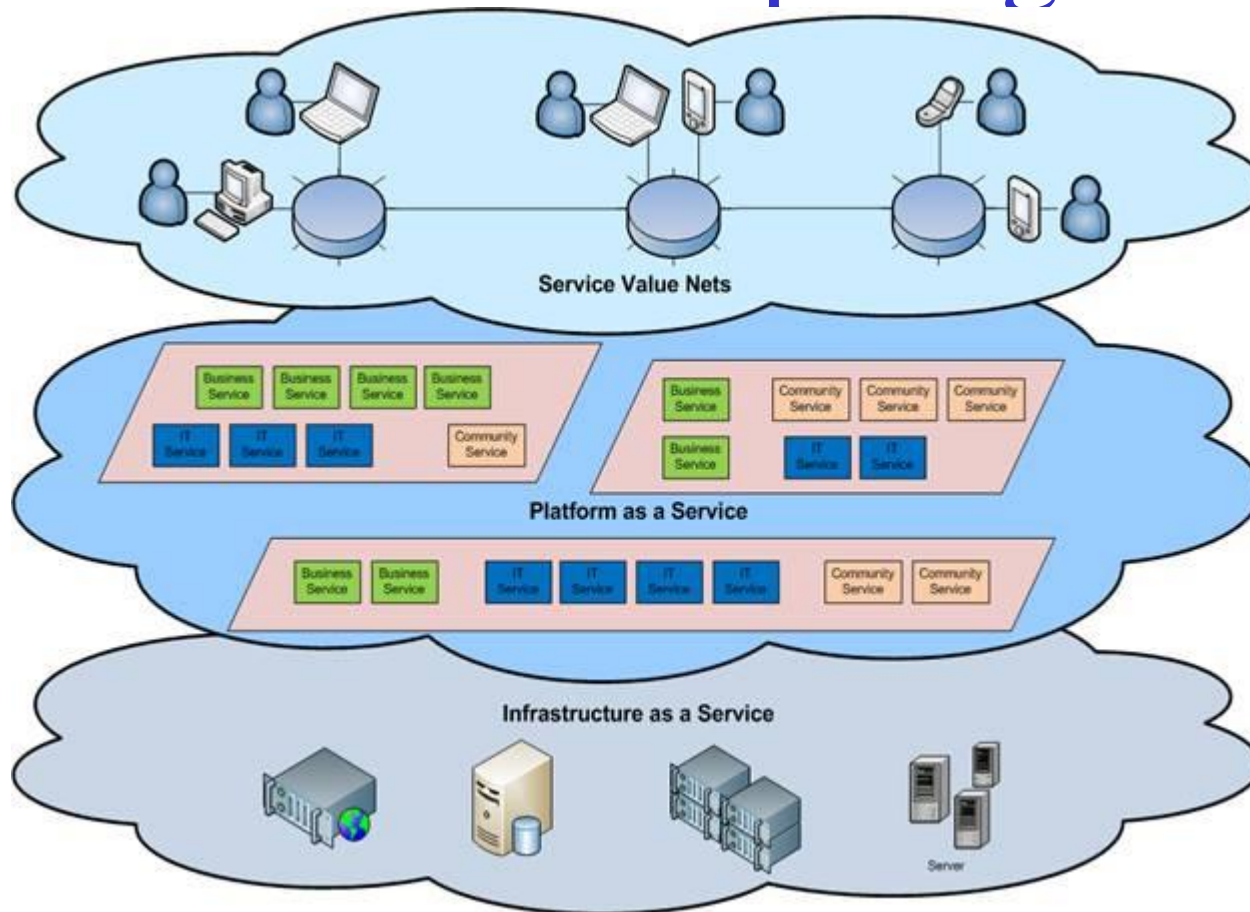 Service Value Nets
Business
Service
Business
Service
Business
Service
Business
Service
IT
Service
IT
Service
IT
Service
Community
Service
Business
Service
Community
Service
Community
Service
Community
Service
Business
Service
IT
Service
IT
Service
Platform as a Service
Business
Service
Business
Service
IT
Service
IT
Service
IT
Service
IT
Service
Community
Service
Community
Service
Infrastructure as a Service
Server